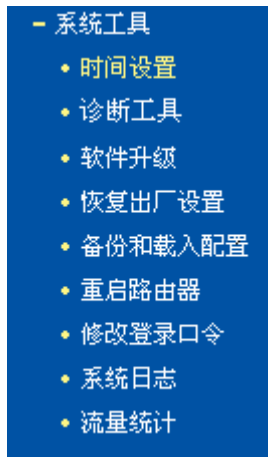 – 系统工具
• 时间设置
• 诊断工具
• 软件升级
• 恢复出厂设置
• 备份和载入配置
• 重启路由器
• 修改登录口令
• 系统日志
• 流量统计